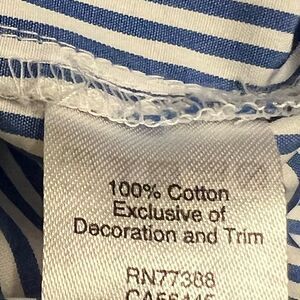 100% Cotton
Exclusive of
Decoration and Trim
RN77388